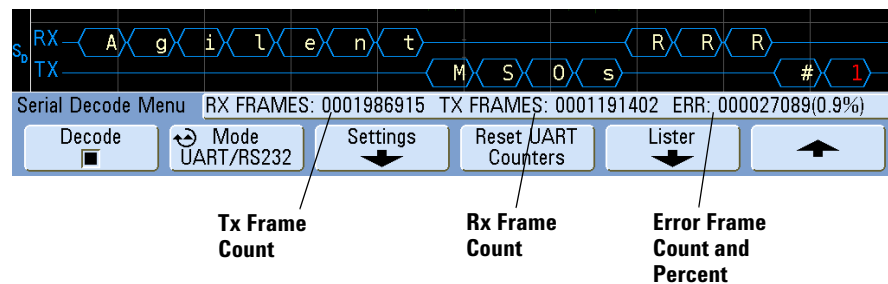 SD RX A g i l e n t R R R
TX M S O s # 1
Serial Decode Menu RX FRAMES: 0001986915 TX FRAMES: 0001191402 ERR: 000027089(0.9%)
Decode Mode Settings Reset UART Lister
UART/RS232 Counters
Tx Frame Rx Frame Error Frame
Count Count Count and
Percent